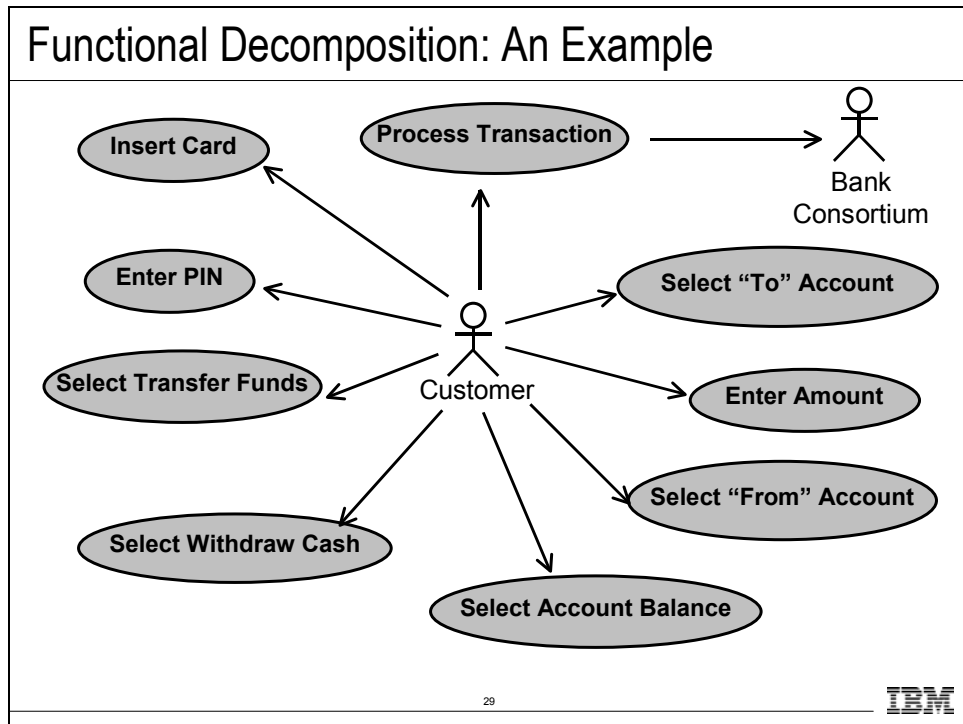 Functional Decomposition: An Example
Insert Card
Process Transaction
Bank
Consortium
Enter PIN
Select “To” Account
Select Transfer Funds
Customer
Enter Amount
Select “From” Account
Select Withdraw Cash
Select Account Balance
29
IBM